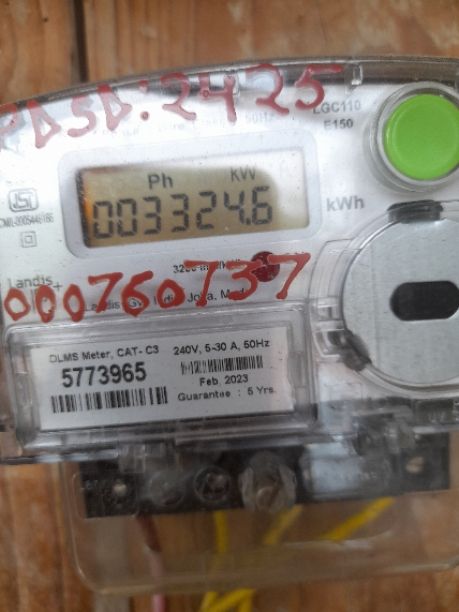 PDSD:2425
LGC110
E150
Ph kW
003324.6
kWh
Landis+
000760737
DLMS Meter, CAT- C3 240V, 5-30 A, 50Hz
5773965
Feb, 2023
Guarantee : 5 Yrs.